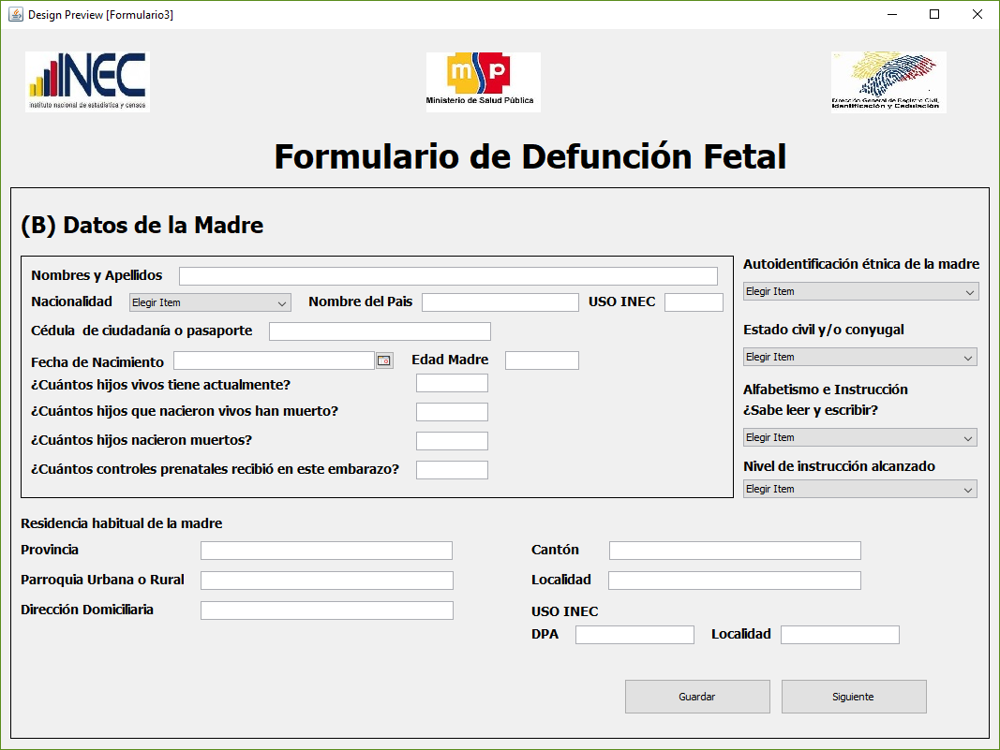 Design Preview [Formulario3]
INEC
instituto nacional de estadística y censos
msp
Ministerio de Salud Pública
Dirección General de Registro Civil,
Identificación y Cedulación
Formulario de Defunción Fetal
(B) Datos de la Madre
Nombres y Apellidos
Nacionalidad Elegir Item Nombre del Pais USO INEC
Cédula de ciudadanía o pasaporte
Fecha de Nacimiento Edad Madre
¿Cuántos hijos vivos tiene actualmente?
¿Cuántos hijos que nacieron vivos han muerto?
¿Cuántos hijos nacieron muertos?
¿Cuántos controles prenatales recibió en este embarazo?
Autoidentificación étnica de la madre
Elegir Item
Estado civil y/o conyugal
Elegir Item
Alfabetismo e Instrucción
¿Sabe leer y escribir?
Elegir Item
Nivel de instrucción alcanzado
Elegir Item
Residencia habitual de la madre
Provincia Cantón
Parroquia Urbana o Rural Localidad
Dirección Domiciliaria USO INEC
DPA Localidad
Guardar Siguiente